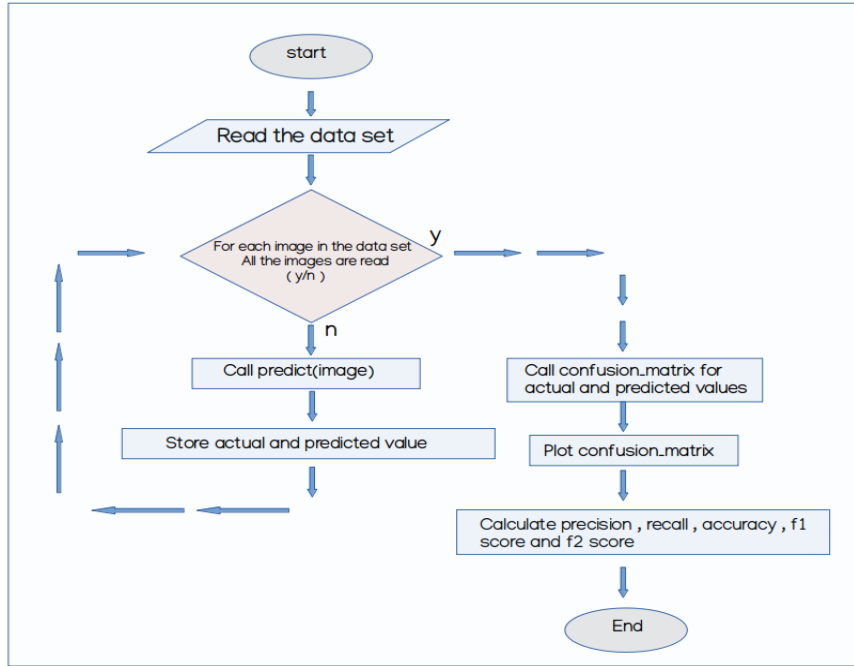 start
Read the data set
For each image in the data set
All the images are read
( y/n )
y
n
Call predict(image)
Store actual and predicted value
Call confusion_matrix for
actual and predicted values
Plot confusion_matrix
Calculate precision , recall , accuracy , f1
score and f2 score
End